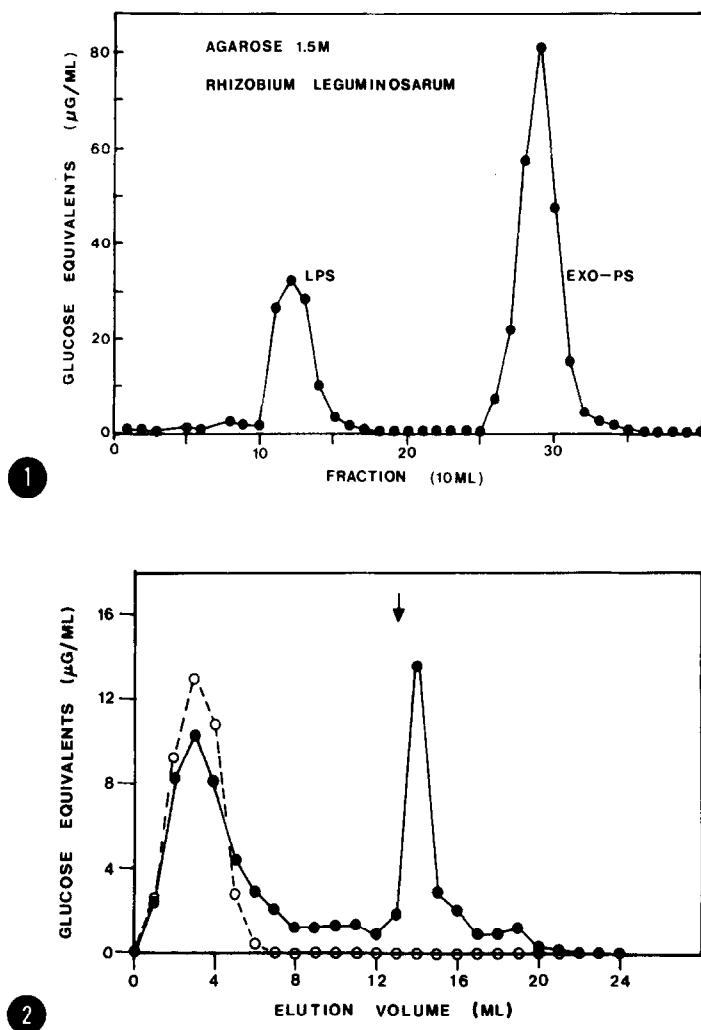 AGAROSE 1.5M
RHIZOBIUM LEGUMINOSARUM
GLUCOSE EQUIVALENTS (μG/ML)
80
60
40
20
0
LPS
EXO-PS
0 10 20 30
FRACTION (10ML)
1
GLUCOSE EQUIVALENTS (μG/ML)
16
12
8
4
0
0 4 8 12 16 20 24
ELUTION VOLUME (ML)
2